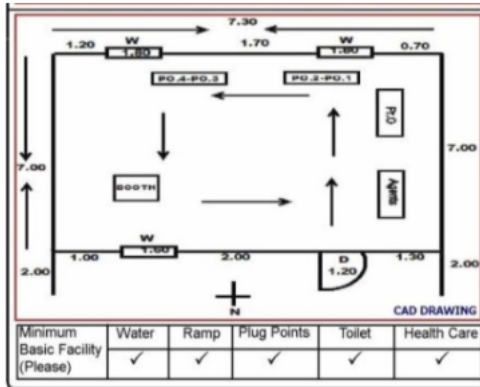 7.30
1.20 W 1.80 1.70 W 1.80 0.70
PO.4-PO.3 PO.2-PO.1
Pr.O
7.00 7.00
BOOTH Agents
W
1.00 1.60 2.00 D 1.20 1.30
2.00 2.00
N
CAD DRAWING
Minimum Basic Facility (Please) Water Ramp Plug Points Toilet Health Care
✓ ✓ ✓ ✓ ✓